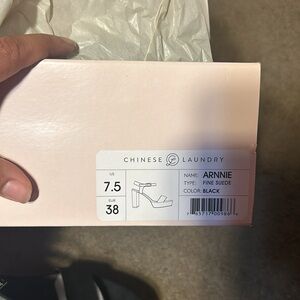 CHINESE LAUNDRY
US
7.5
EUR
38
NAME: ARNNIE
TYPE: FINE SUEDE
COLOR: BLACK